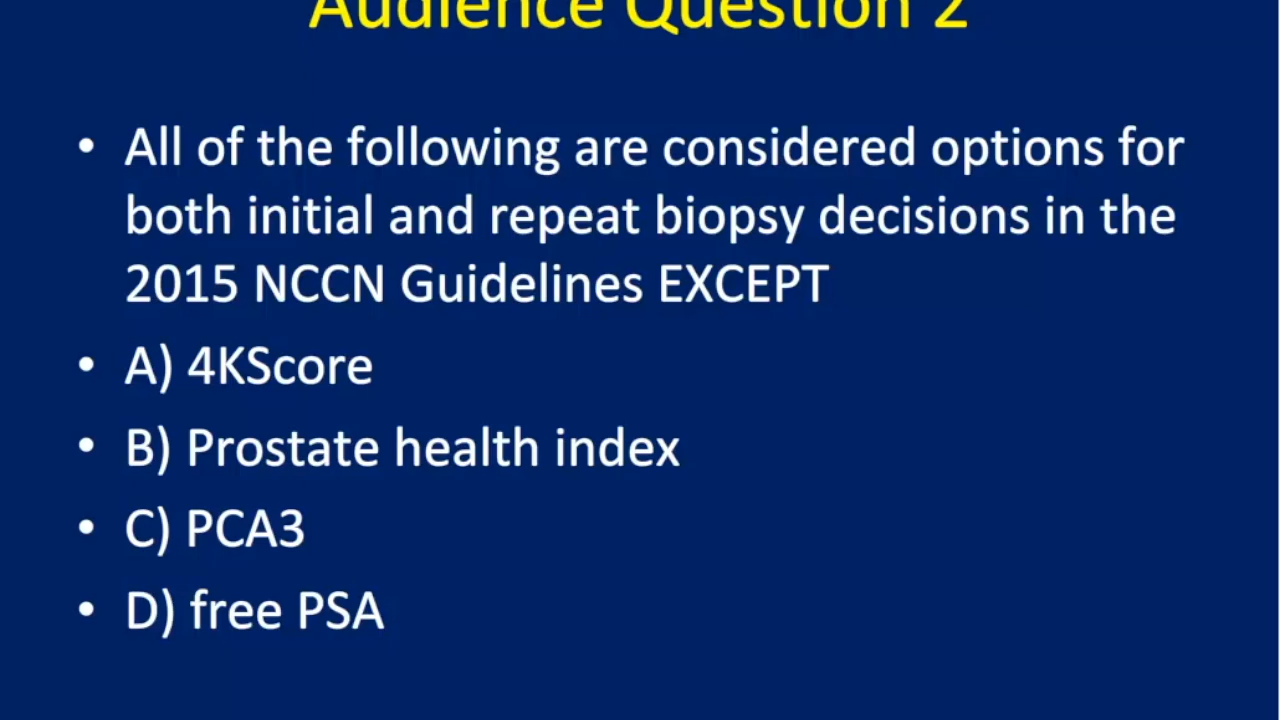 Audience Question 2
• All of the following are considered options for
both initial and repeat biopsy decisions in the
2015 NCCN Guidelines EXCEPT
• A) 4KScore
• B) Prostate health index
• C) PCA3
• D) free PSA